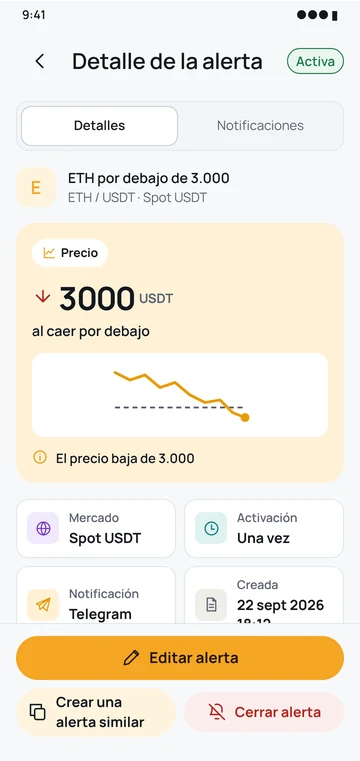 9:41
Detalle de la alerta
Activa
Detalles
Notificaciones
E
ETH por debajo de 3.000
ETH / USDT · Spot USDT
Precio
3000 USDT
al caer por debajo
El precio baja de 3.000
Mercado
Spot USDT
Activación
Una vez
Notificación
Telegram
Creada
22 sept 2026
Editar alerta
Crear una
alerta similar
Cerrar alerta